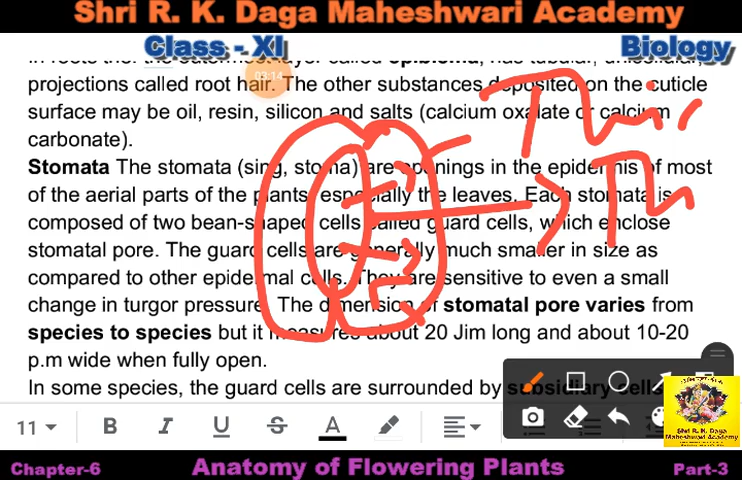 Shri R. K. Daga Maheshwari Academy
Class - XI Biology
03:14
projections called root hair. The other substances deposited on the cuticle
surface may be oil, resin, silicon and salts (calcium oxalate or calcium
carbonate).
Stomata The stomata (sing, stoma) are openings in the epidermis of most
of the aerial parts of the plants, especially the leaves. Each stomata is
composed of two bean-shaped cells called guard cells, which enclose
stomatal pore. The guard cells are generally much smaller in size as
compared to other epidermal cells. They are sensitive to even a small
change in turgor pressure. The dimension of stomatal pore varies from
species to species but it measures about 20 Jim long and about 10-20
p.m wide when fully open.
In some species, the guard cells are surrounded by subsidiary cells
11 B I U S A
Shri R. K. Daga
Maheshwari Academy
Chapter-6 Anatomy of Flowering Plants Part-3